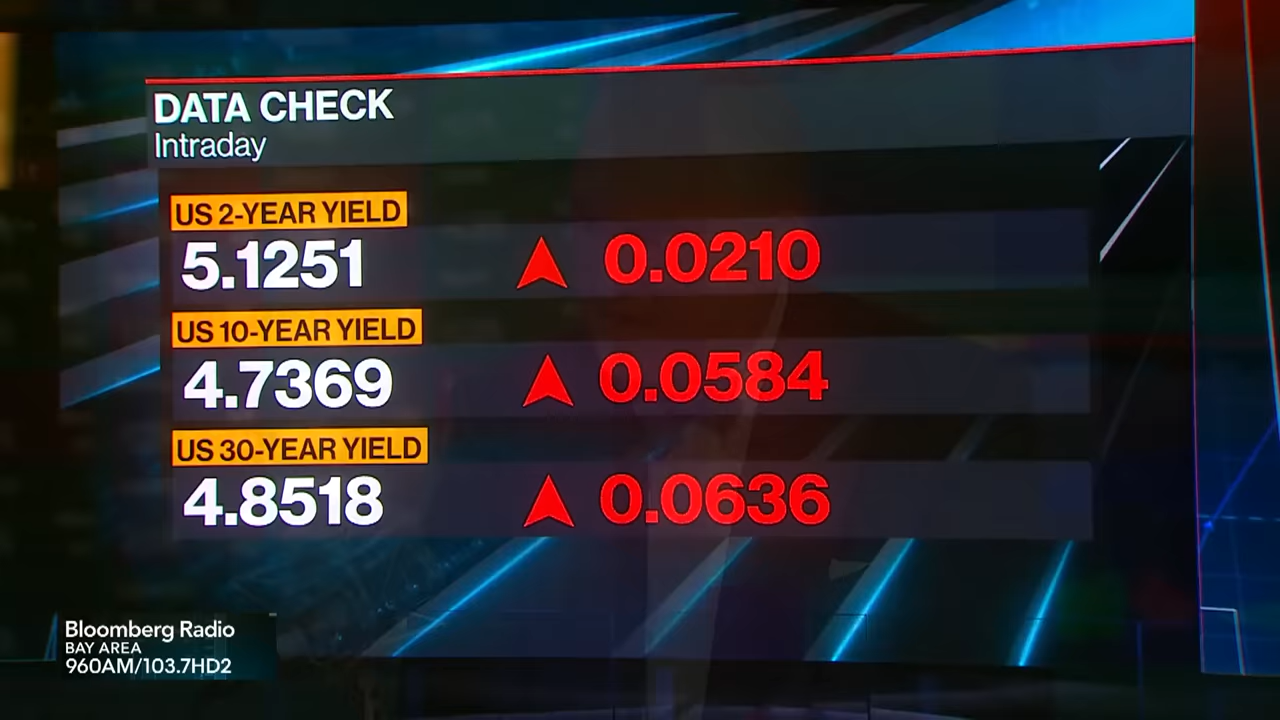 DATA CHECK
Intraday
US 2-YEAR YIELD
5.1251 ▲ 0.0210
US 10-YEAR YIELD
4.7369 ▲ 0.0584
US 30-YEAR YIELD
4.8518 ▲ 0.0636
Bloomberg Radio
BAY AREA
960AM/103.7HD2